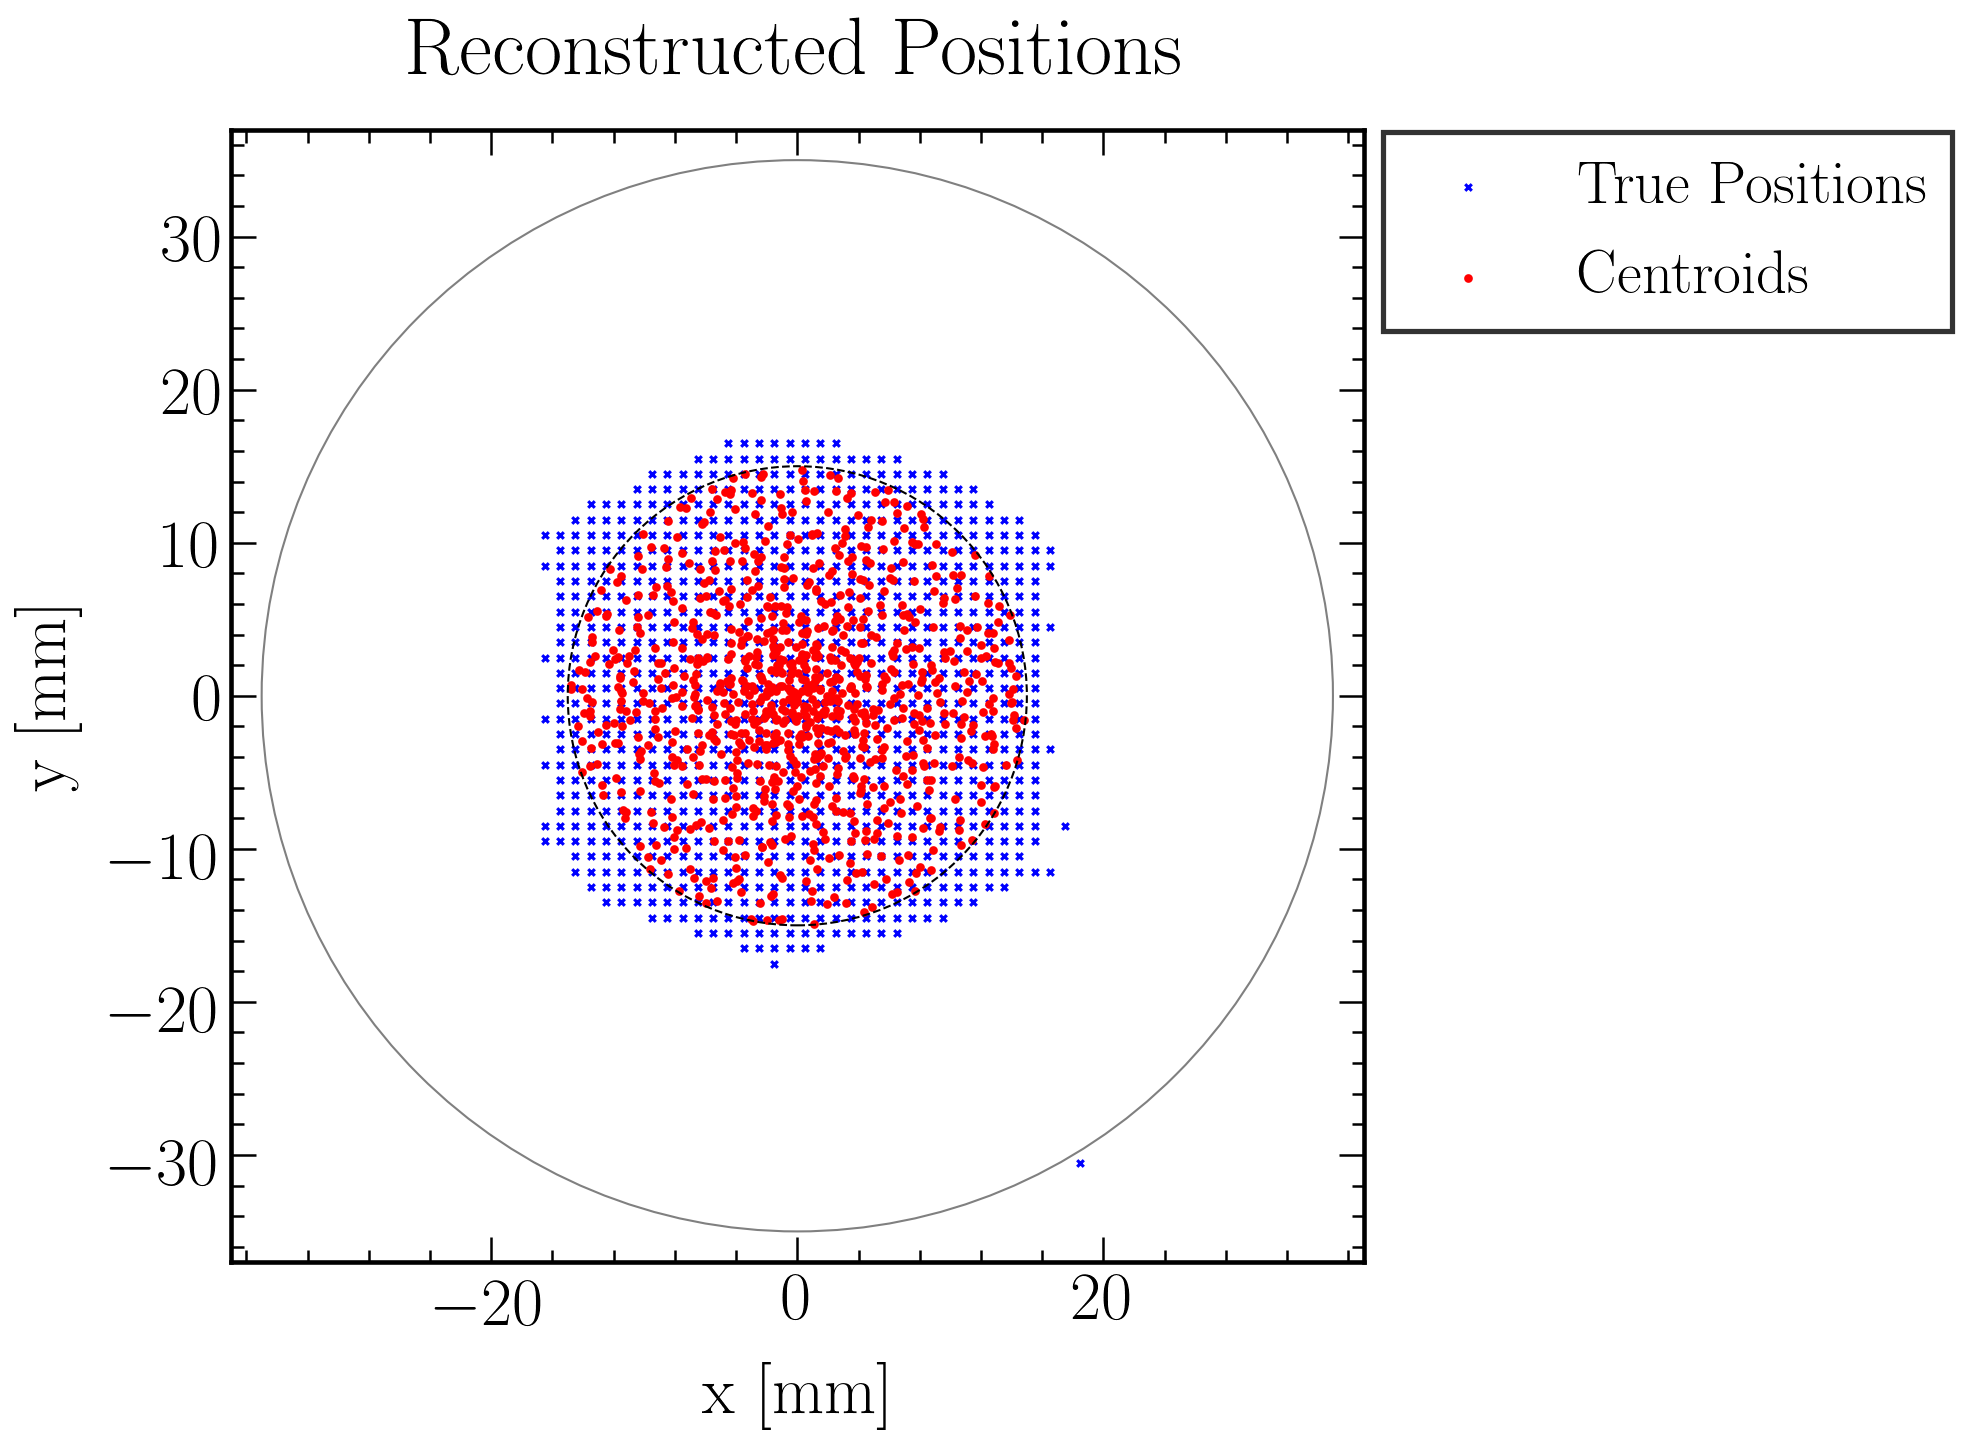 Reconstructed Positions
True Positions
Centroids
30
20
10
0
−10
−20
−30
y [mm]
−20 0 20
x [mm]